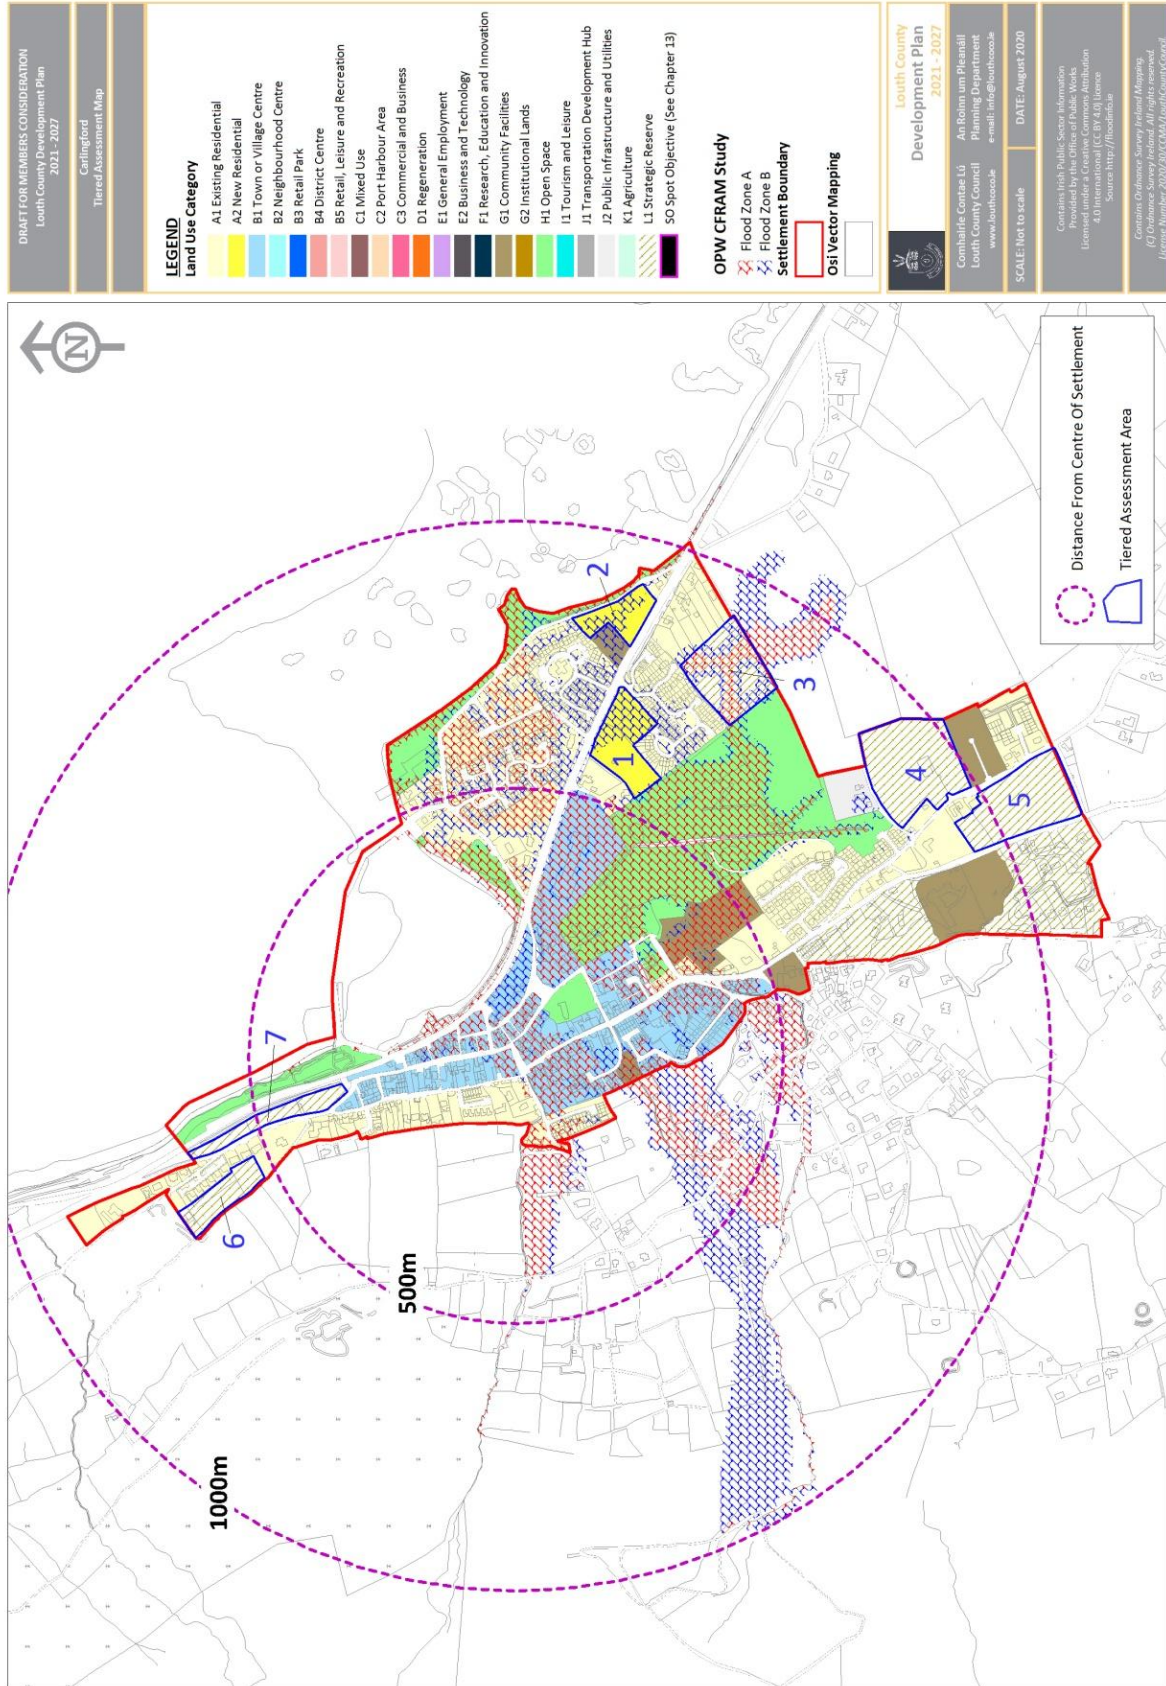 DRAFT FOR MEMBERS CONSIDERATION
Louth County Development Plan
2021 - 2027
Carlingford
Tiered Assessment Map
LEGEND
Land Use Category
A1 Existing Residential
A2 New Residential
B1 Town or Village Centre
B2 Neighbourhood Centre
B3 Retail Park
B4 District Centre
B5 Retail, Leisure and Recreation
C1 Mixed Use
C2 Port Harbour Area
C3 Commercial and Business
D1 Regeneration
E1 General Employment
E2 Business and Technology
F1 Research, Education and Innovation
G1 Community Facilities
G2 Institutional Lands
H1 Open Space
I1 Tourism and Leisure
J1 Transportation Development Hub
J2 Public Infrastructure and Utilities
K1 Agriculture
L1 Strategic Reserve
SO Spot Objective (See Chapter 13)
OPW CFRAM Study
Flood Zone A
Flood Zone B
Settlement Boundary
Osi Vector Mapping
Louth County
Development Plan
2021 - 2027
Comhairle Contae Lú
Louth County Council
www.louthcoco.ie
An Roinn um Pleanáil
Planning Department
e-mail: info@louthcoco.ie
SCALE: Not to scale
DATE: August 2020
Contains Irish Public Sector Information
Provided by the Office of Public Works
Licensed under a Creative Commons Attribution
4.0 International (CC BY 4.0) Licence
Source http://floodinfo.ie
Contains Ordnance Survey Ireland Mapping.
(C) Ordnance Survey Ireland. All rights reserved.
License Number 2020/30/CCMA/LouthCountyCouncil
N
1000m
500m
6
7
1
2
3
4
5
Distance From Centre Of Settlement
Tiered Assessment Area